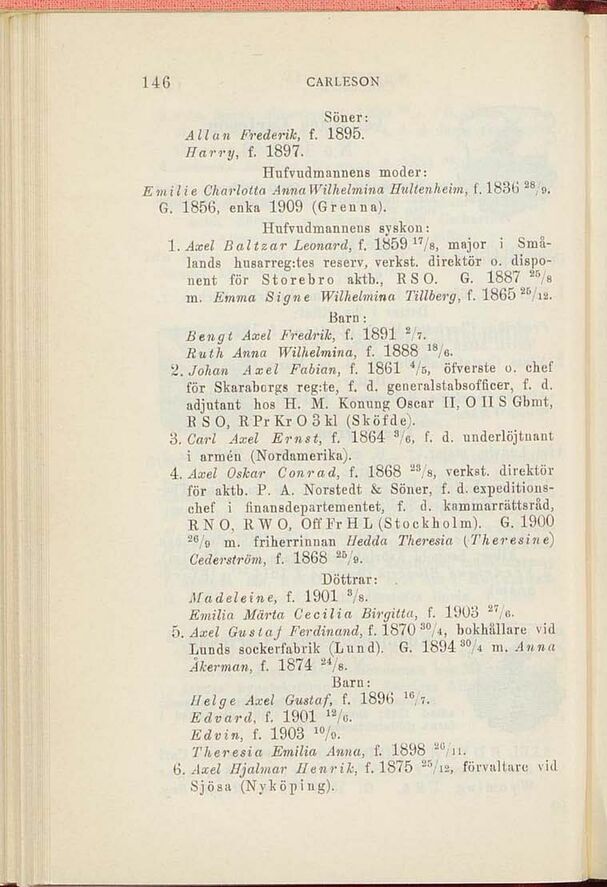 146 CARLESON
Söner:
Allan Frederik, f. 1895.
Harry, f. 1897.
Hufvudmannens moder:
Emilie Charlotta Anna Wilhelmina Hultenheim, f. 1836 28/9.
G. 1856, enka 1909 (Grenna).
Hufvudmannens syskon:
1. Axel Baltzar Leonard, f. 1859 17/8, major i Små-
lands husarreg:tes reserv, verkst. direktör o. dispo-
nent för Storebro aktb., RSO. G. 1887 25/8
m. Emma Signe Wilhelmina Tillberg, f. 1865 25/12.
Barn:
Bengt Axel Fredrik, f. 1891 2/7.
Ruth Anna Wilhelmina, f. 1888 18/6.
2. Johan Axel Fabian, f. 1861 4/5, öfverste o. chef
för Skaraborgs reg:te, f. d. generalstabsofficer, f. d.
adjutant hos H. M. Konung Oscar II, O II S Gbmt,
R S O, R Pr Kr O 3 kl (Sköfde).
3. Carl Axel Ernst, f. 1864 3/6, f. d. underlöjtnant
i armén (Nordamerika).
4. Axel Oskar Conrad, f. 1868 23/8, verkst. direktör
för aktb. P. A. Norstedt & Söner, f. d. expeditions-
chef i finansdepartementet, f. d. kammarrättsråd,
R N O, R W O, Off Fr H L (Stockholm). G. 1900
26/9 m. friherrinnan Hedda Theresia (Theresine)
Cederström, f. 1868 25/9.
Döttrar:
Madeleine, f. 1901 3/8.
Emilia Märta Cecilia Birgitta, f. 1903 27/6.
5. Axel Gustaf Ferdinand, f. 1870 30/4, bokhållare vid
Lunds sockerfabrik (Lund). G. 1894 30/4 m. Anna
Åkerman, f. 1874 24/8.
Barn:
Helge Axel Gustaf, f. 1896 16/7.
Edvard, f. 1901 12/6.
Edvin, f. 1903 10/9.
Theresia Emilia Anna, f. 1898 26/11.
6. Axel Hjalmar Henrik, f. 1875 25/12, förvaltare vid
Sjösa (Nyköping).